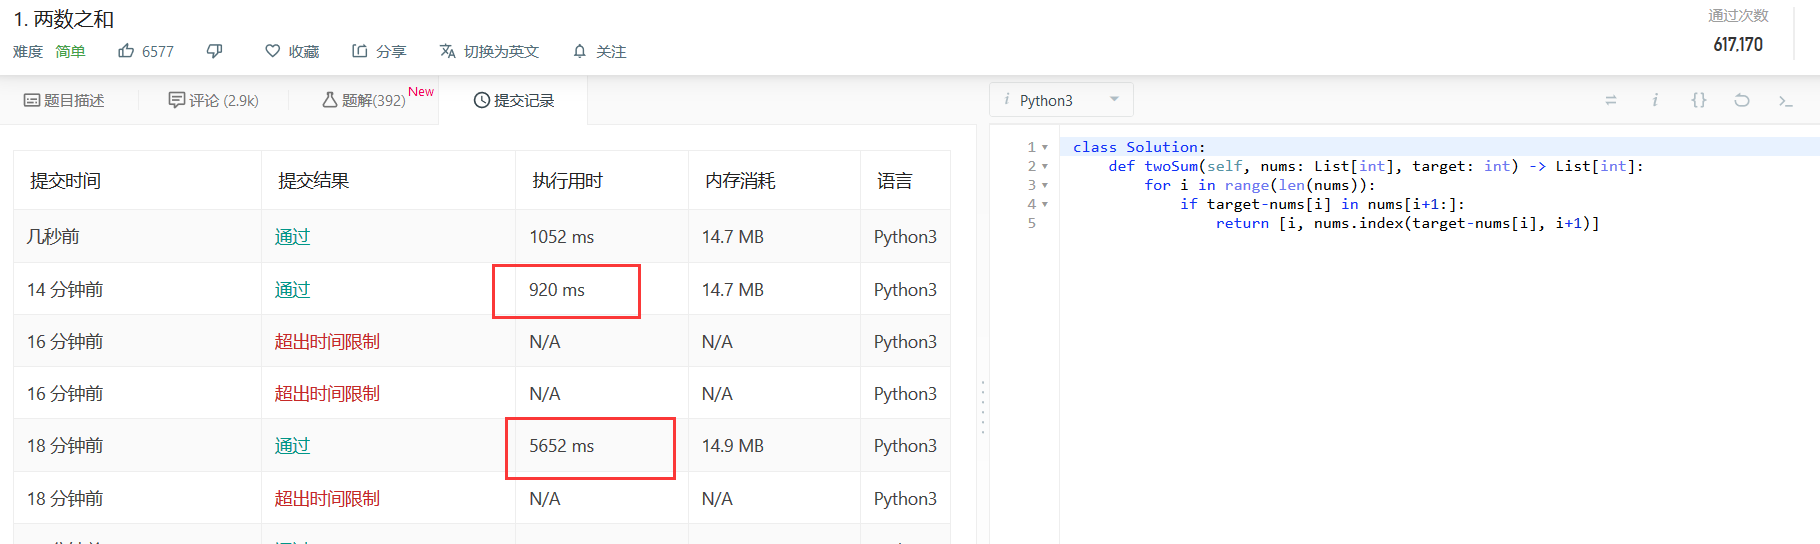 1. 两数之和
难度 简单 6577 收藏 分享 切换为英文 关注
通过次数
617,170
题目描述 评论 (2.9k) 题解(392) New 提交记录
提交时间 提交结果 执行用时 内存消耗 语言
几秒前 通过 1052 ms 14.7 MB Python3
14 分钟前 通过 920 ms 14.7 MB Python3
16 分钟前 超出时间限制 N/A N/A Python3
16 分钟前 超出时间限制 N/A N/A Python3
18 分钟前 通过 5652 ms 14.9 MB Python3
18 分钟前 超出时间限制 N/A N/A Python3
i Python3
1 class Solution:
2 def twoSum(self, nums: List[int], target: int) -> List[int]:
3 for i in range(len(nums)):
4 if target-nums[i] in nums[i+1:]:
5 return [i, nums.index(target-nums[i], i+1)]